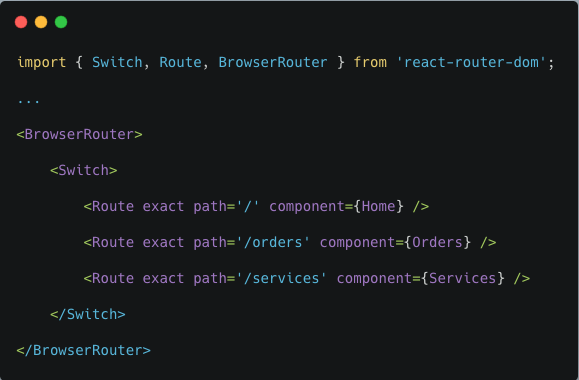 import { Switch, Route, BrowserRouter } from 'react-router-dom';
...
<BrowserRouter>
    <Switch>
        <Route exact path='/' component={Home} />
        <Route exact path='/orders' component={Orders} />
        <Route exact path='/services' component={Services} />
    </Switch>
</BrowserRouter>